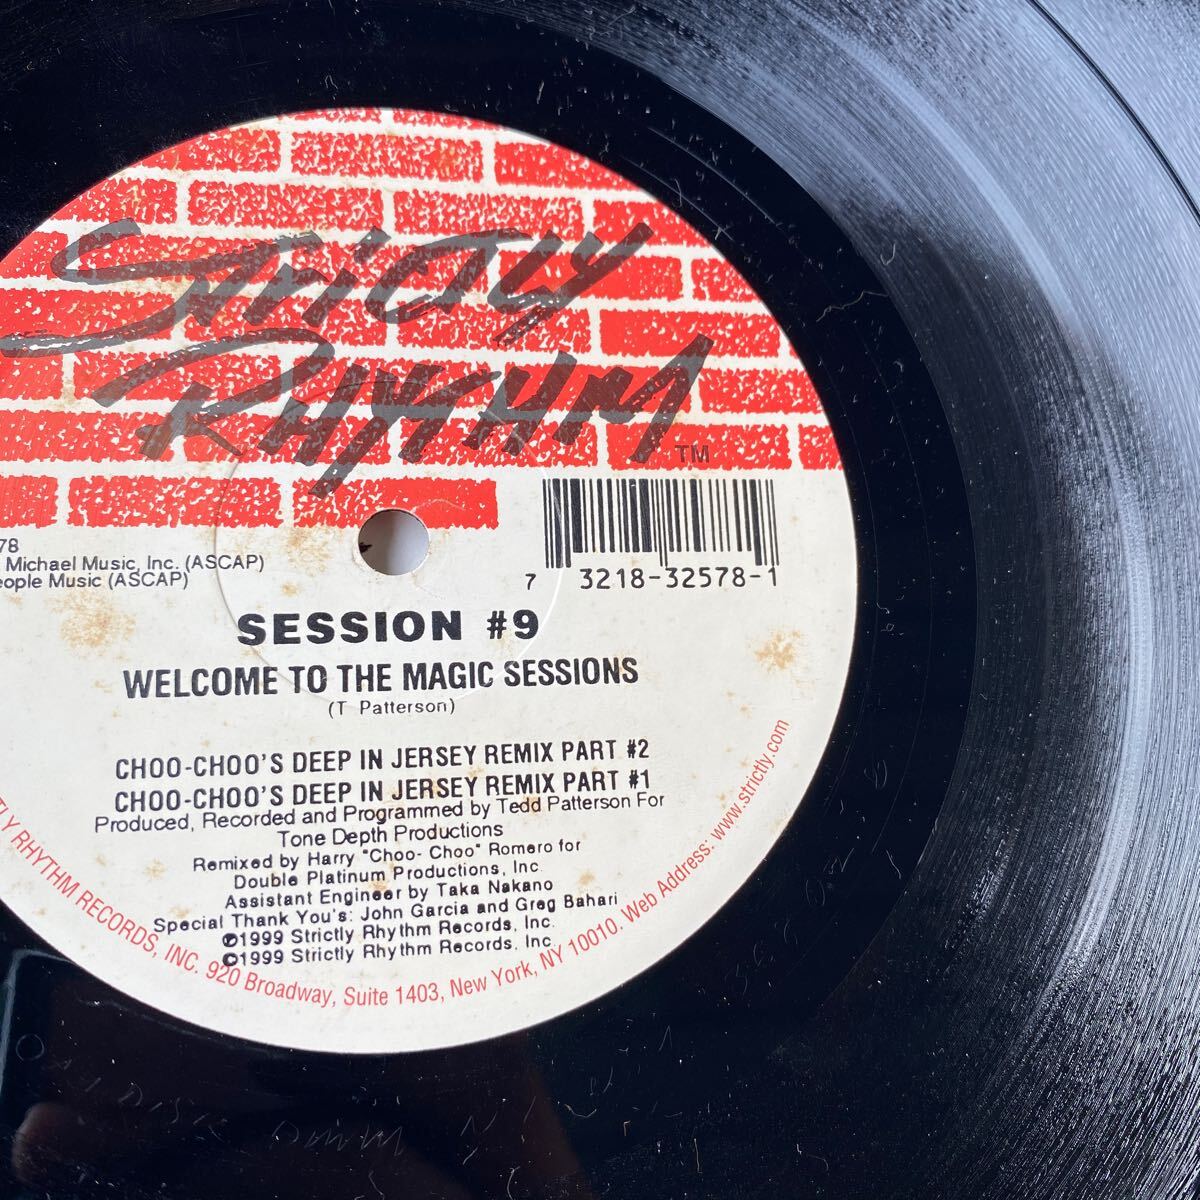 STRICTLY
RHYTHM
TM
78
Michael Music, Inc. (ASCAP)
eople Music (ASCAP)
7 3218-32578-1
SESSION #9
WELCOME TO THE MAGIC SESSIONS
(T Patterson)
CHOO-CHOO'S DEEP IN JERSEY REMIX PART #2
CHOO-CHOO'S DEEP IN JERSEY REMIX PART #1
Produced, Recorded and Programmed by Tedd Patterson For
Tone Depth Productions
Remixed by Harry "Choo- Choo" Romero for
Double Platinum Productions, Inc.
Assistant Engineer by Taka Nakano
Special Thank You's: John Garcia and Greg Bahari
℗1999 Strictly Rhythm Records, Inc.
©1999 Strictly Rhythm Records, Inc.
TLY RHYTHM RECORDS, INC. 920 Broadway, Suite 1403, New York, NY 10010. Web Address: www.strictly.com